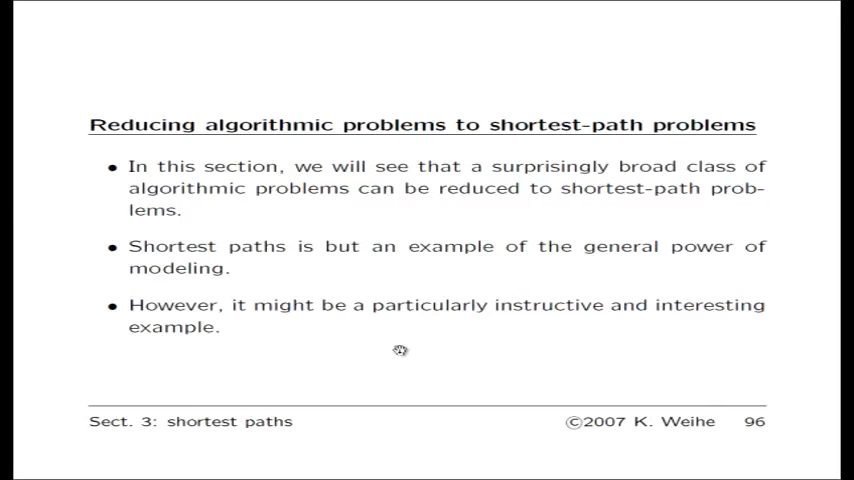 Reducing algorithmic problems to shortest-path problems
• In this section, we will see that a surprisingly broad class of
algorithmic problems can be reduced to shortest-path prob-
lems.
• Shortest paths is but an example of the general power of
modeling.
• However, it might be a particularly instructive and interesting
example.
Sect. 3: shortest paths ©2007 K. Weihe 96